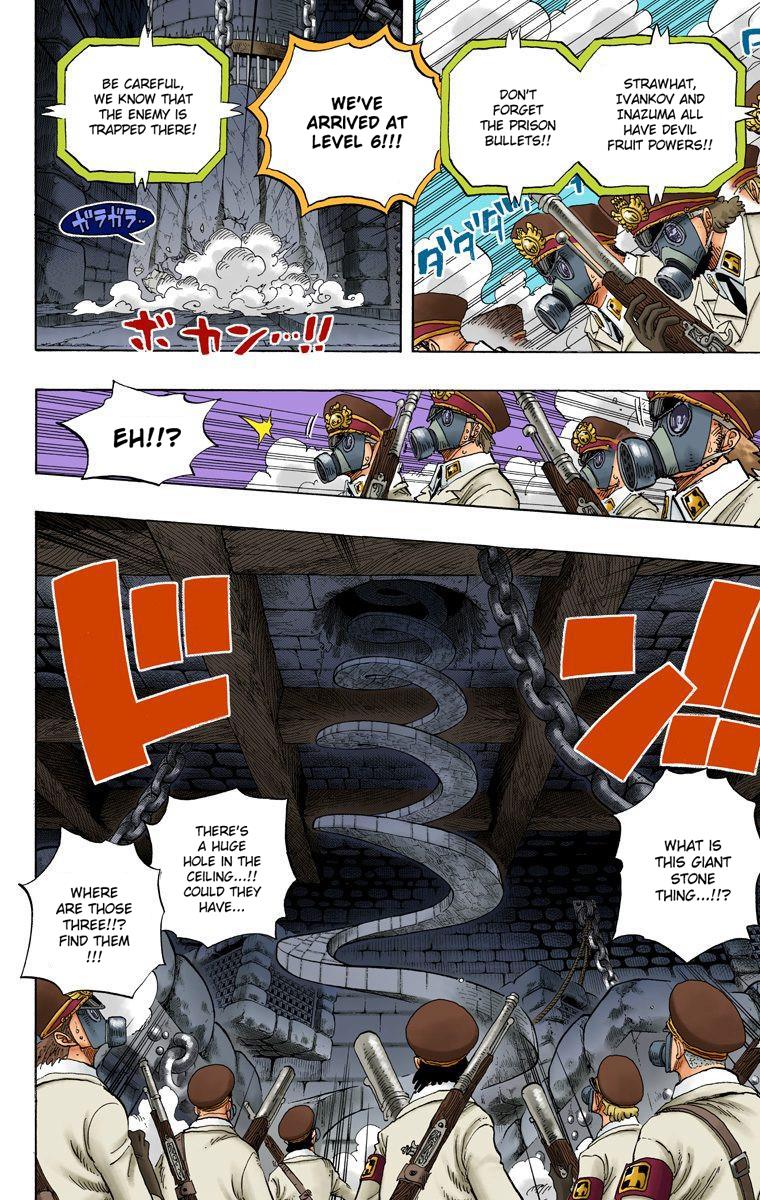 STRAWHAT,
IVANKOV AND
INAZUMA ALL
HAVE DEVIL
FRUIT POWERS!!
DON'T
FORGET
THE PRISON
BULLETS!!
ダダダダ
WE'VE
ARRIVED AT
LEVEL 6!!!
BE CAREFUL,
WE KNOW THAT
THE ENEMY IS
TRAPPED THERE!
ガラガラ‥
ボカン…!!
EH!!?
ドン!!
WHAT IS
THIS GIANT
STONE
THING...!!?
THERE'S
A HUGE
HOLE IN THE
CEILING...!!
COULD THEY
HAVE...
WHERE
ARE THOSE
THREE!!?
FIND THEM
!!!